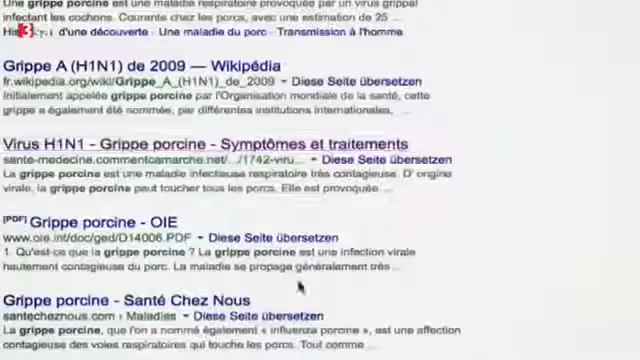 Une grippe porcine est une maladie respiratoire provoquée par un virus grippal
infectant les cochons. Courante chez les porcs, avec une estimation de 25 ...
d'une découverte - Une maladie du porc - Transmission à l'homme
3
Grippe A (H1N1) de 2009 — Wikipédia
fr.wikipedia.org/wiki/Grippe_A_(H1N1)_de_2009 - Diese Seite übersetzen
Initialement appelée grippe porcine par l'Organisation mondiale de la santé, cette
grippe a également été nommée, par différentes institutions internationales, ...
Virus H1N1 - Grippe porcine - Symptômes et traitements
sante-medecine.commentcamarche.net/.../1742-viru... - Diese Seite übersetzen
La grippe porcine est une maladie infectieuse respiratoire très contagieuse. D' origine
virale, la grippe porcine peut toucher tous les porcs. Elle est provoquée ...
[PDF] Grippe porcine - OIE
www.oie.int/doc/ged/D14006.PDF - Diese Seite übersetzen
1. Qu'est-ce que la grippe porcine ? La grippe porcine est une infection virale
hautement contagieuse du porc. La maladie se propage généralement très ...
Grippe porcine - Santé Chez Nous
santecheznous.com › Maladies - Diese Seite übersetzen
La grippe porcine, que l'on a nommé également « influenza porcine », est une affection
contagieuse des voies respiratoires qui touche les porcs. Tout comme ...